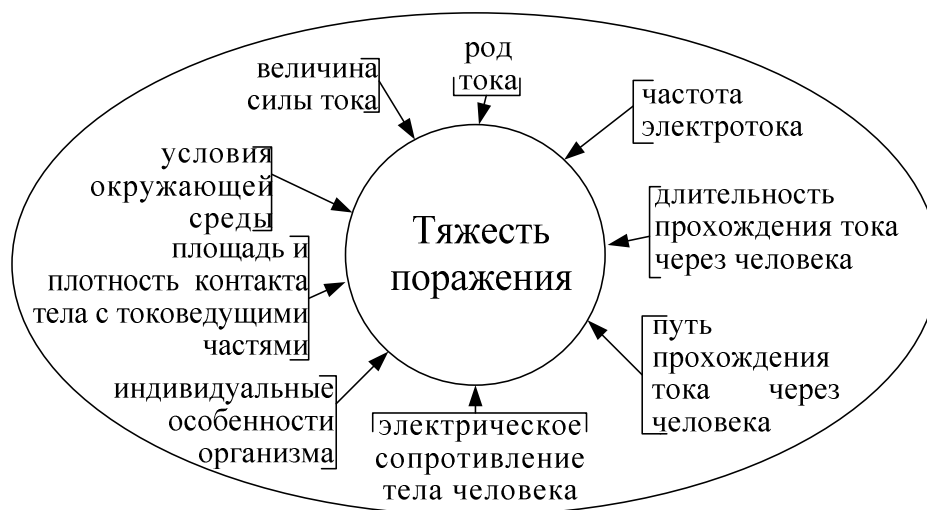 род
тока
величина
силы тока
частота
электротока
условия
окружающей
среды
длительность
прохождения тока
через человека
Тяжесть
поражения
площадь и
плотность контакта
тела с токоведущими
частями
путь
прохождения
тока через
человека
индивидуальные
особенности
организма
электрическое
сопротивление
тела человека